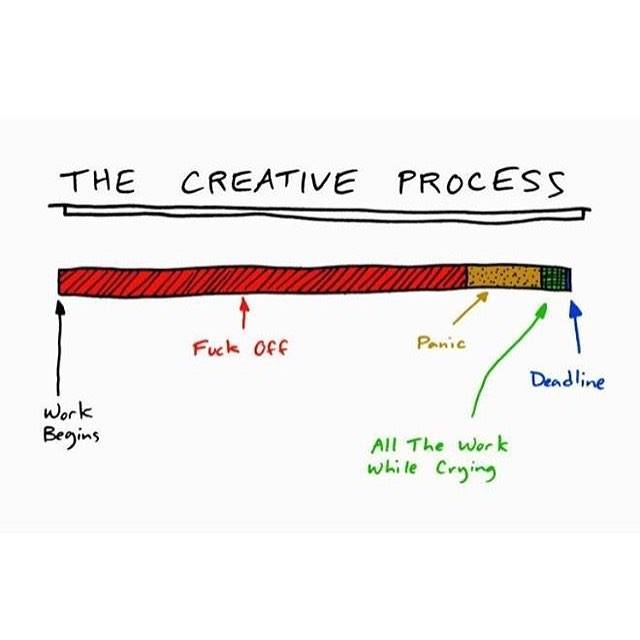 THE CREATIVE PROCESS
Fuck Off
Panic
Deadline
Work
Begins
All The Work
While Crying